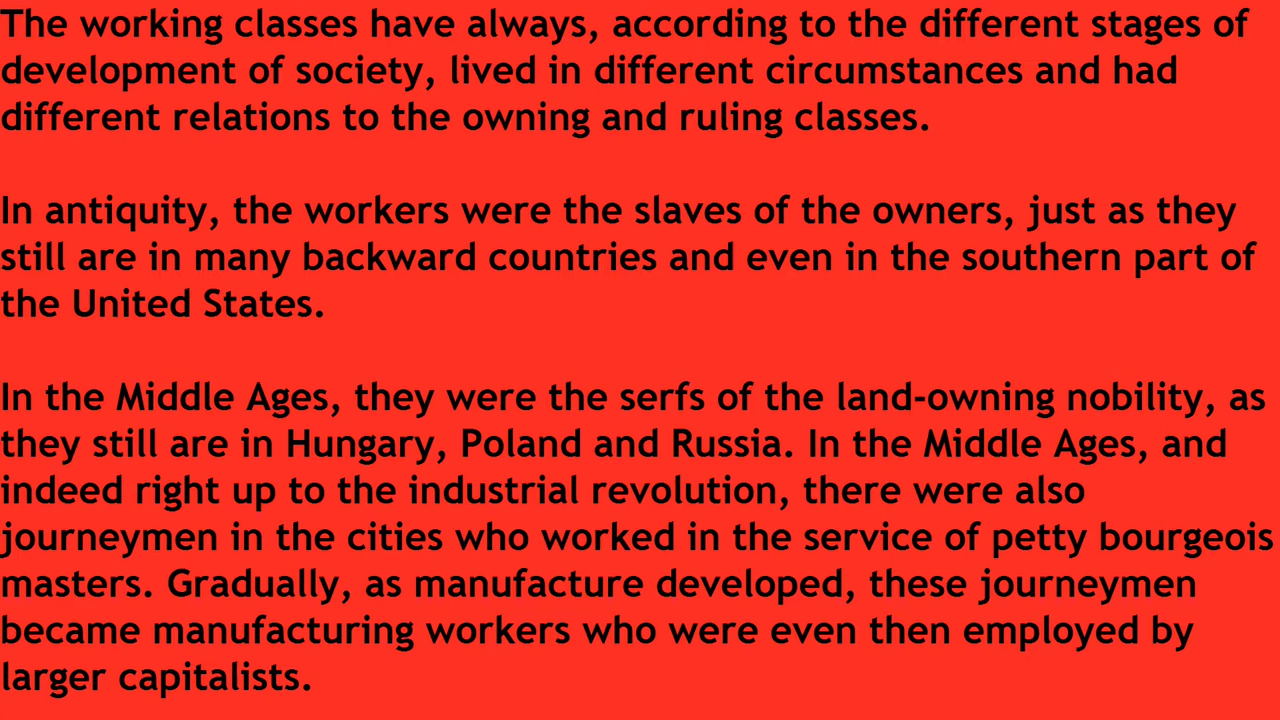 The working classes have always, according to the different stages of
development of society, lived in different circumstances and had
different relations to the owning and ruling classes.
In antiquity, the workers were the slaves of the owners, just as they
still are in many backward countries and even in the southern part of
the United States.
In the Middle Ages, they were the serfs of the land-owning nobility, as
they still are in Hungary, Poland and Russia. In the Middle Ages, and
indeed right up to the industrial revolution, there were also
journeymen in the cities who worked in the service of petty bourgeois
masters. Gradually, as manufacture developed, these journeymen
became manufacturing workers who were even then employed by
larger capitalists.